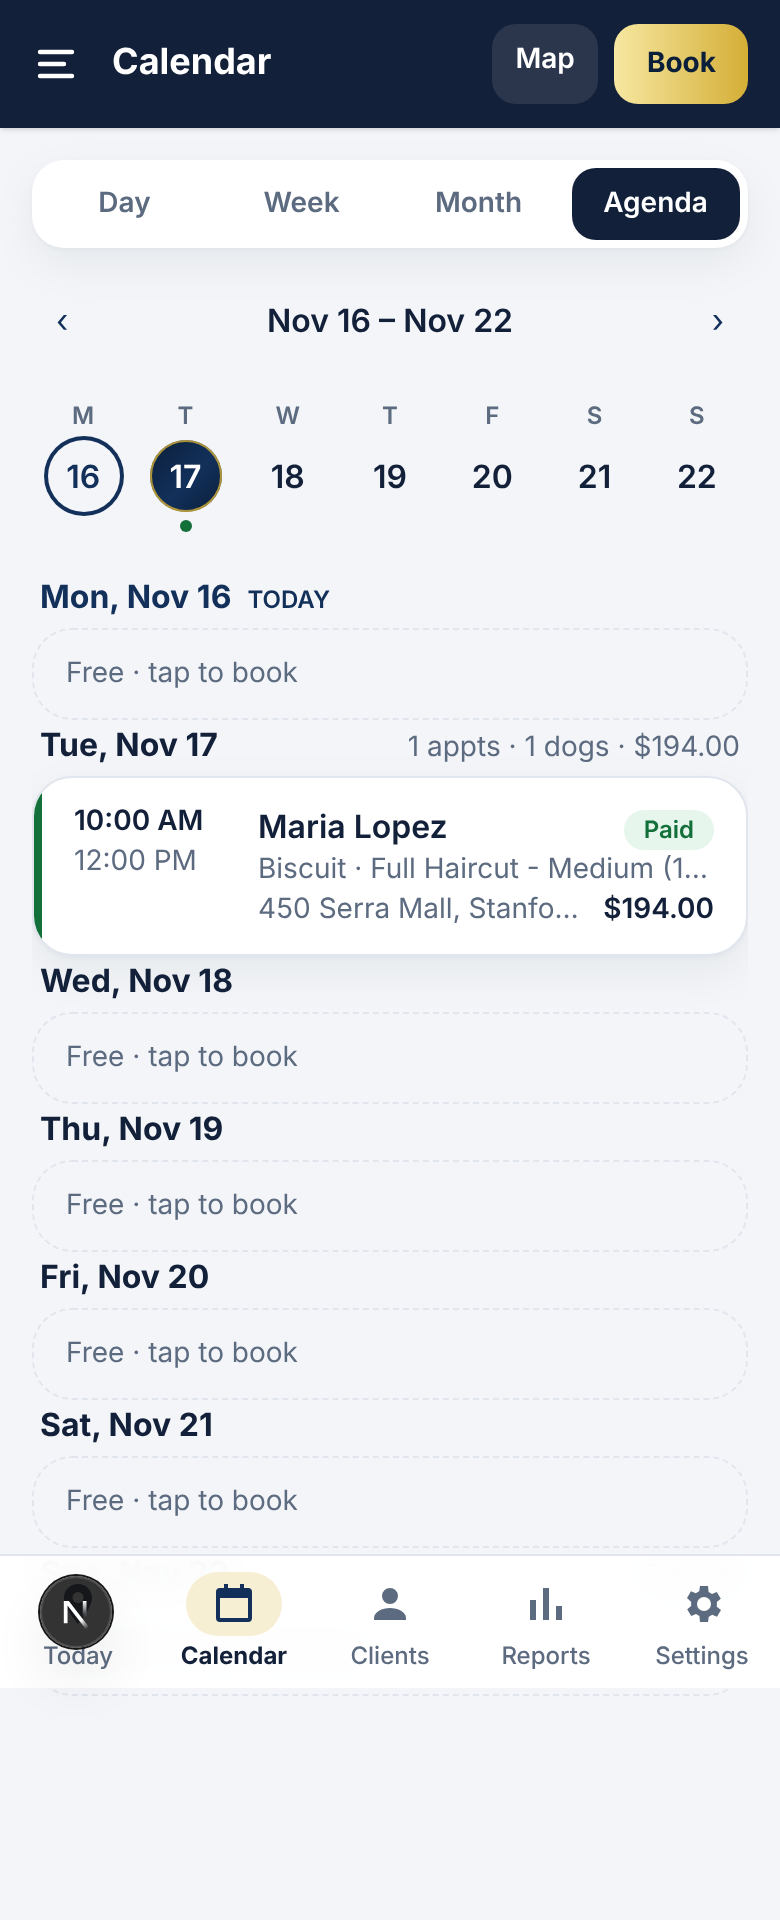 Calendar
Map
Book
Day
Week
Month
Agenda
‹
Nov 16 – Nov 22
›
M T W T F S S
16 17 18 19 20 21 22
Mon, Nov 16 TODAY
Free · tap to book
Tue, Nov 17
1 appts · 1 dogs · $194.00
10:00 AM
12:00 PM
Maria Lopez
Paid
Biscuit · Full Haircut - Medium (1...
450 Serra Mall, Stanfo...
$194.00
Wed, Nov 18
Free · tap to book
Thu, Nov 19
Free · tap to book
Fri, Nov 20
Free · tap to book
Sat, Nov 21
Free · tap to book
Sun, Nov 22
N
Today
Calendar
Clients
Reports
Settings